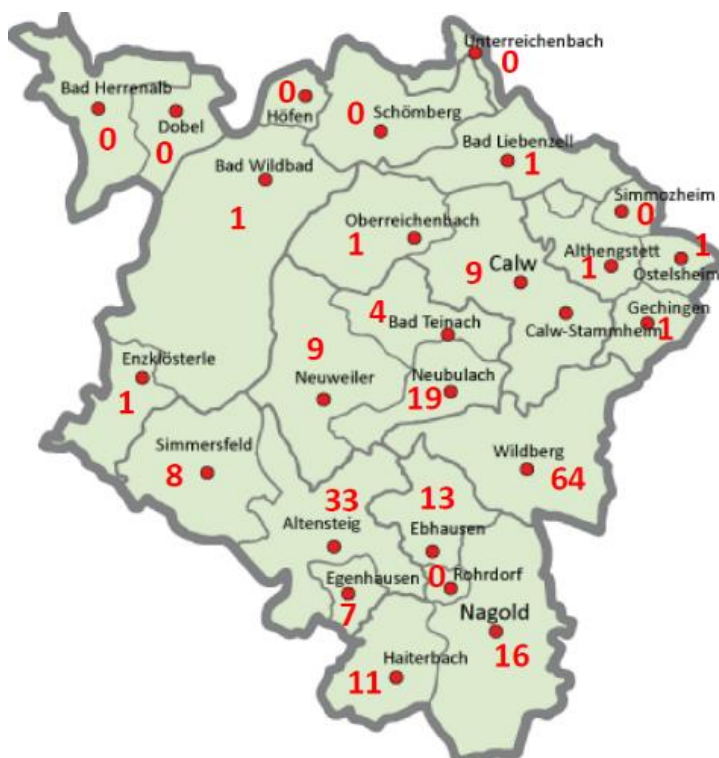 Unterreichenbach
0
Bad Herrenalb
0
Dobel
0
0
Höfen
0
Schömberg
Bad Liebenzell
1
Bad Wildbad
1
Simmozheim
0
Oberreichenbach
1
Calw
9
Althengstett
1
1
Ostelsheim
4
Bad Teinach
Calw-Stammheim
Gechingen
1
Enzklösterle
1
9
Neuweiler
Neubulach
19
Simmersfeld
8
Wildberg
64
33
Altensteig
13
Ebhausen
0
Rohrdorf
Egenhausen
7
Nagold
16
Haiterbach
11